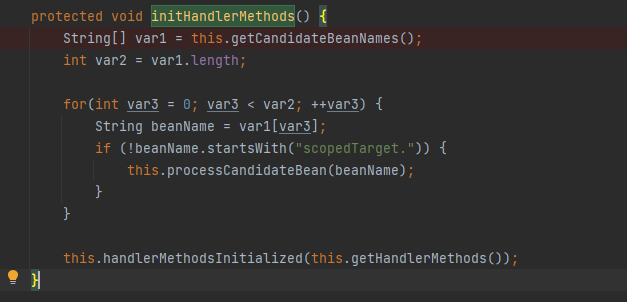 protected void initHandlerMethods() {
    String[] var1 = this.getCandidateBeanNames();
    int var2 = var1.length;

    for(int var3 = 0; var3 < var2; ++var3) {
        String beanName = var1[var3];
        if (!beanName.startsWith("scopedTarget.")) {
            this.processCandidateBean(beanName);
        }
    }

    this.handlerMethodsInitialized(this.getHandlerMethods());
}